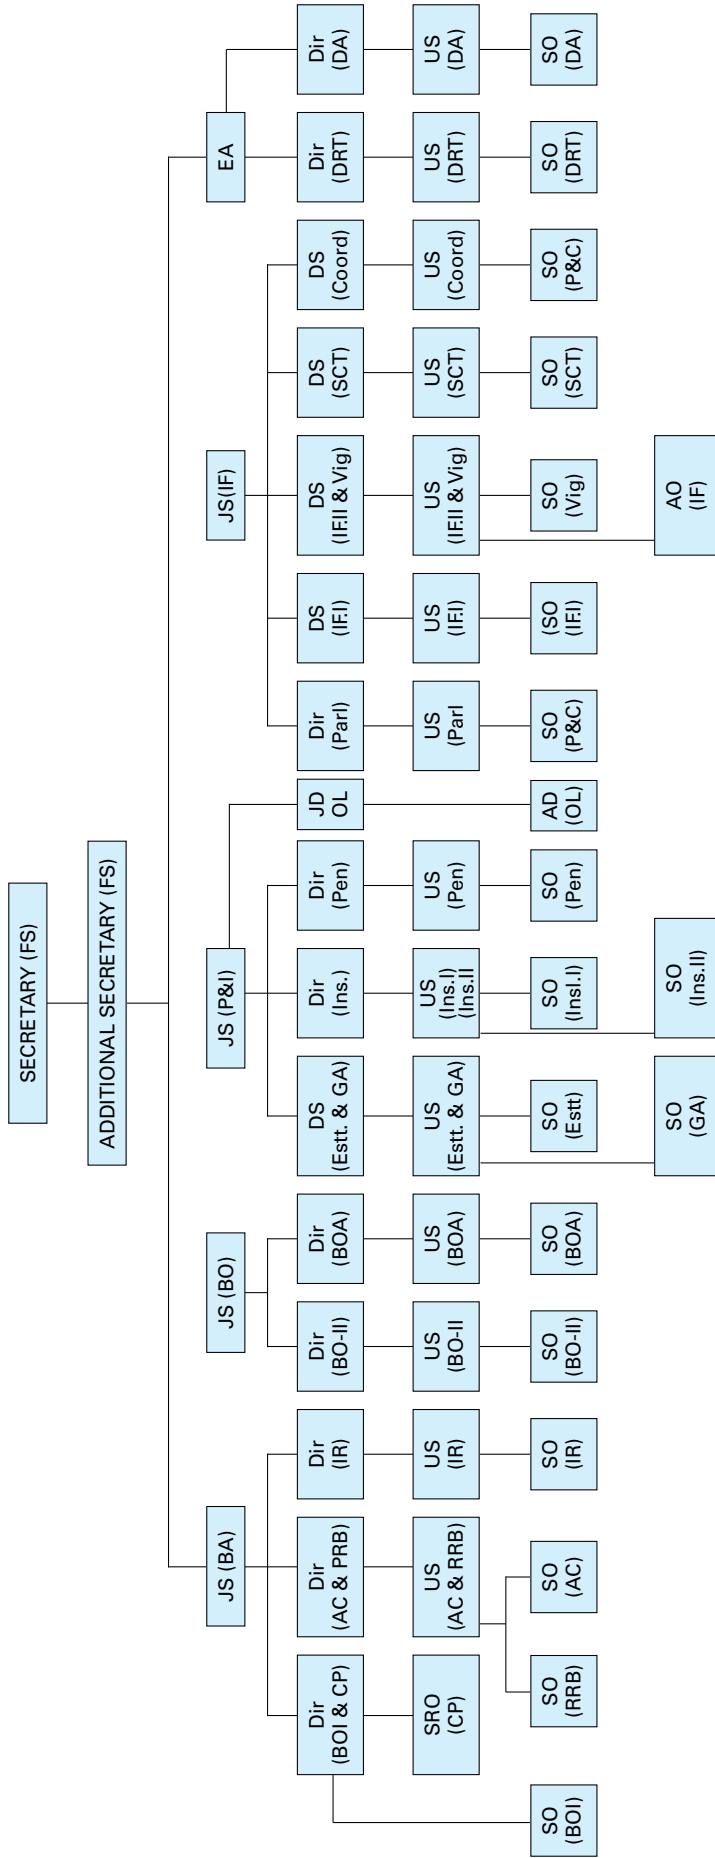 SECRETARY (FS)
ADDITIONAL SECRETARY (FS)
JS (BA)
JS (BO)
JS (P&I)
JS(IF)
EA
Dir
(BOI & CP)
Dir
(AC & PRB)
Dir
(IR)
Dir
(BO-II)
Dir
(BOA)
DS
(Estt. & GA)
Dir
(Ins.)
Dir
(Pen)
JD
OL
Dir
(Parl)
DS
(IF.I)
DS
(IF.II & Vig)
DS
(SCT)
DS
(Coord)
Dir
(DRT)
Dir
(DA)
SRO
(CP)
US
(AC & RRB)
US
(IR)
US
(BO-II
US
(BOA)
US
(Estt. & GA)
US
(Ins.I)
(Ins.II
US
(Pen)
US
(Parl
US
(IF.I)
US
(IF.II & Vig)
US
(SCT)
US
(Coord)
US
(DRT)
US
(DA)
SO
(BOI)
SO
(RRB)
SO
(AC)
SO
(IR)
SO
(BO-II)
SO
(BOA)
SO
(Estt)
SO
(Insl.I)
SO
(Pen)
AD
(OL)
SO
(P&C)
(SO
(IF.I)
SO
(Vig)
SO
(SCT)
SO
(P&C)
SO
(DRT)
SO
(DA)
SO
(GA)
SO
(Ins.II)
AO
(IF)